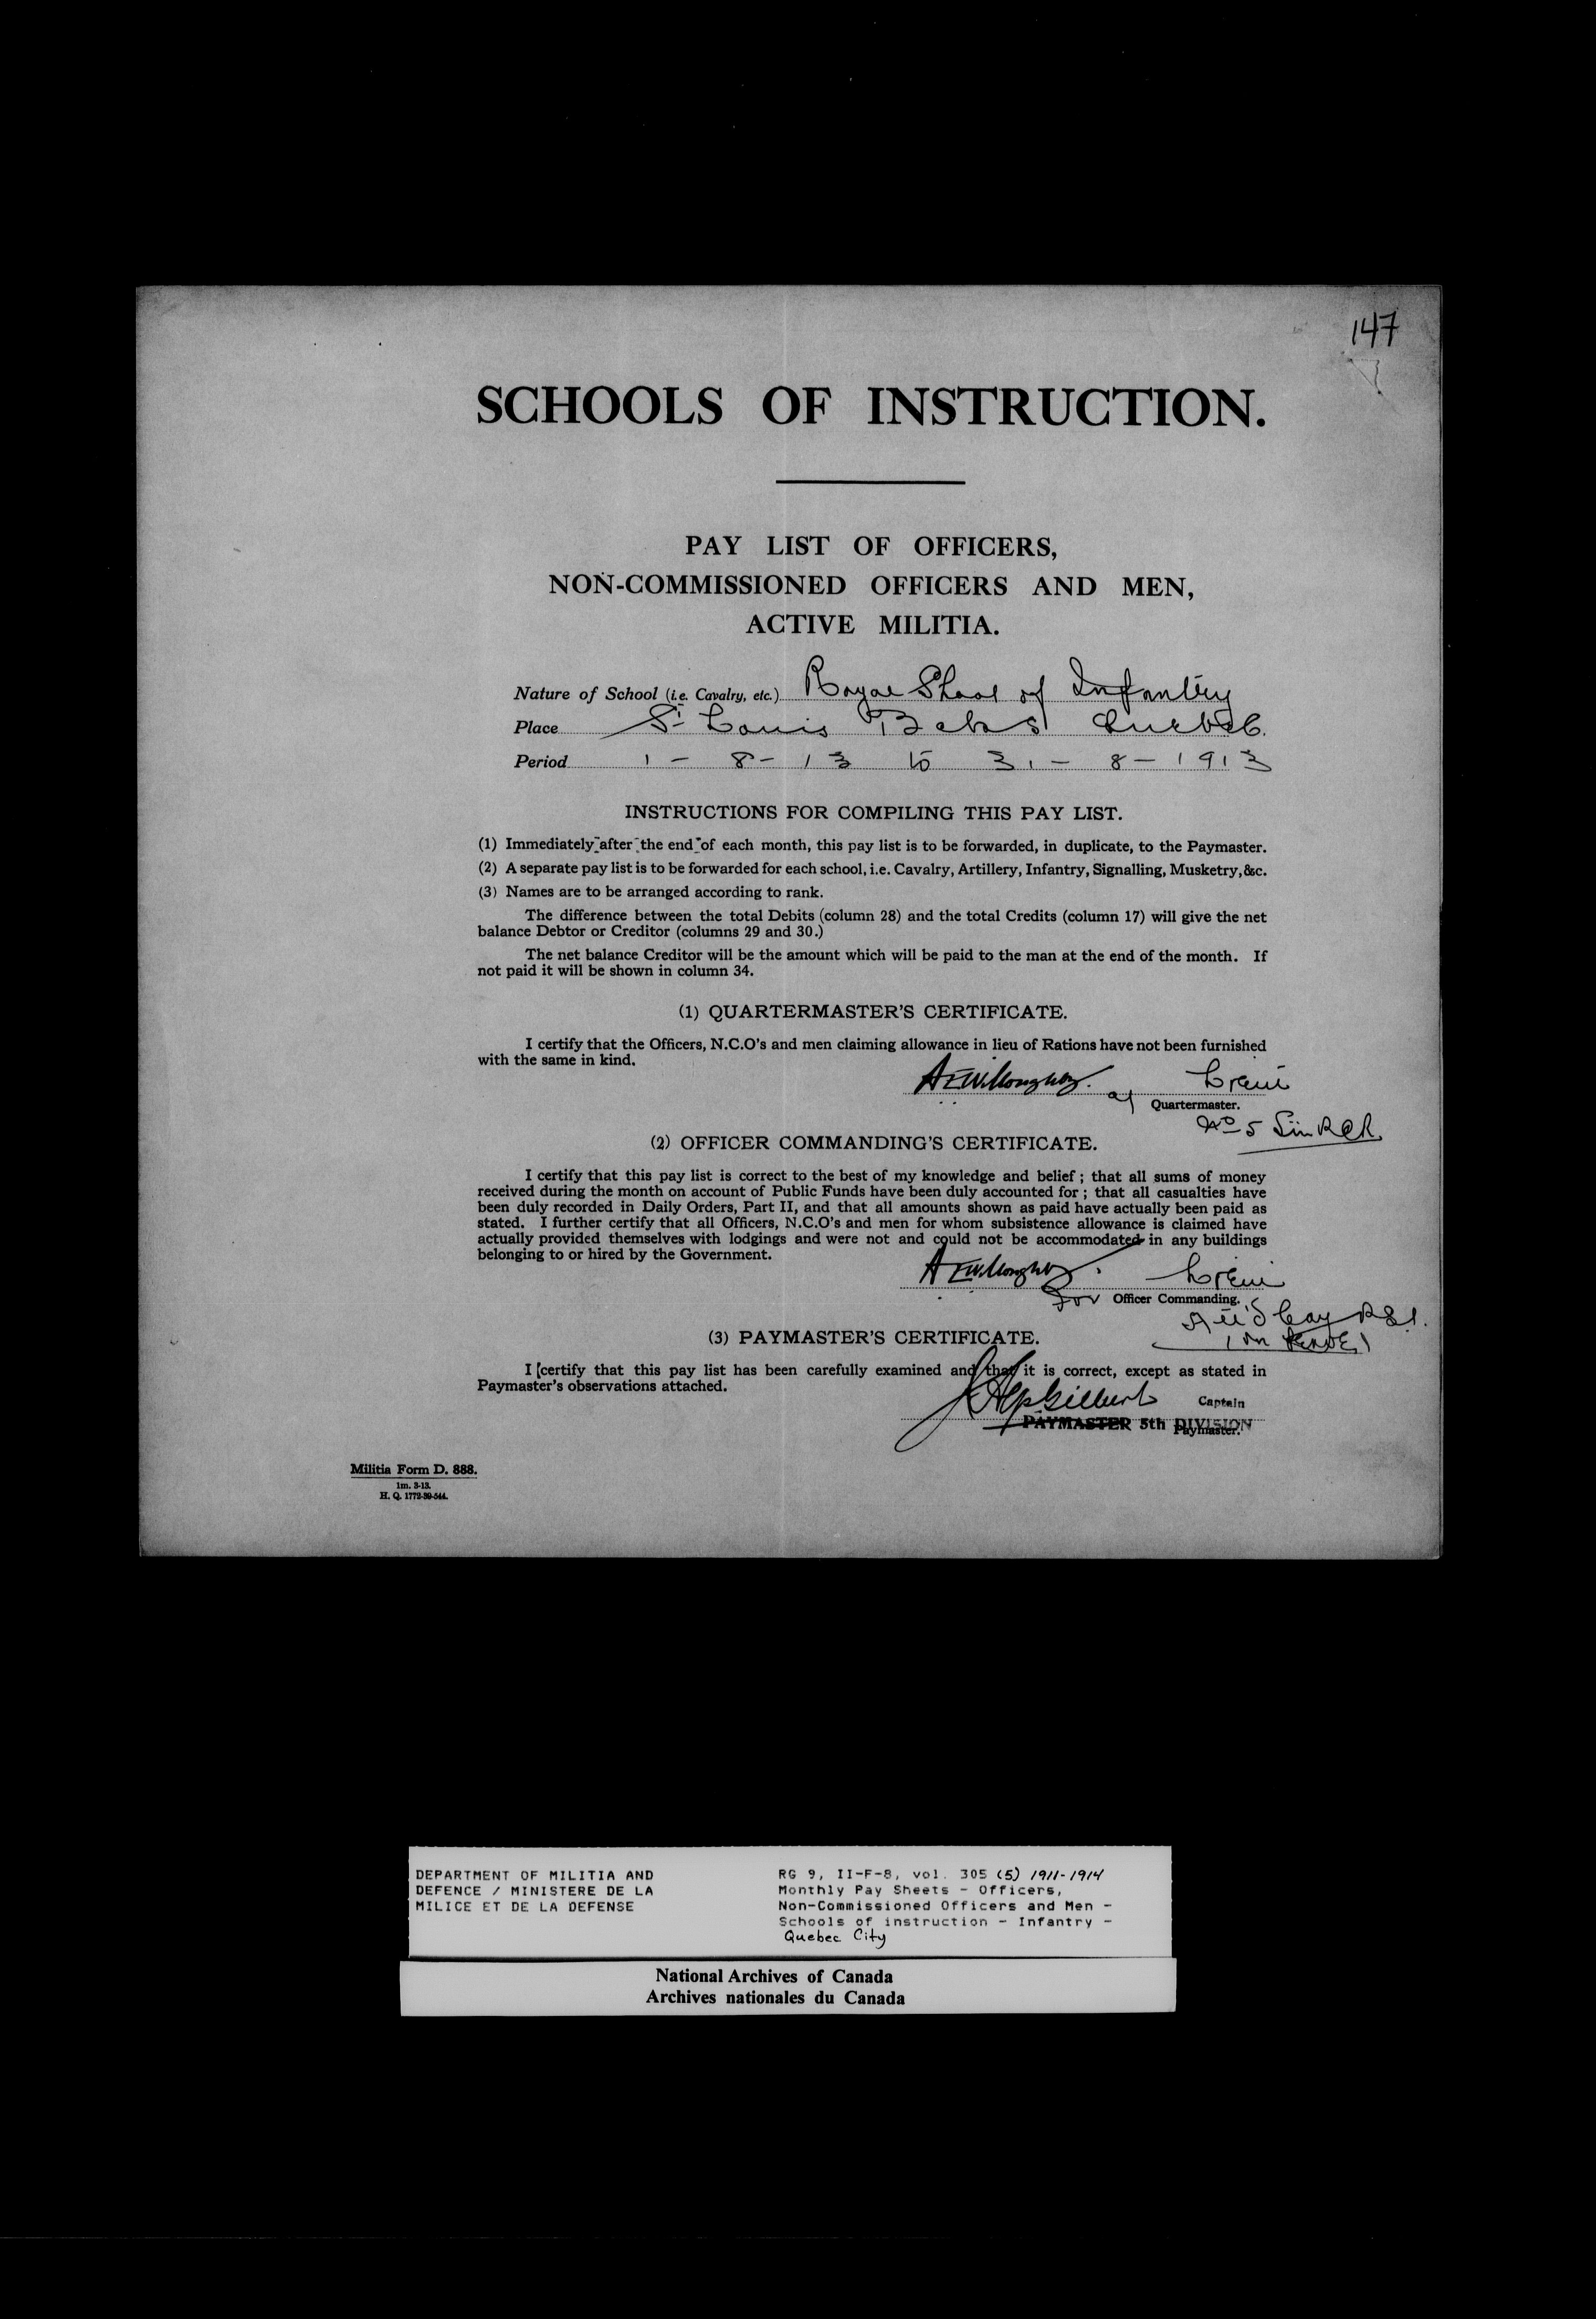 147
SCHOOLS OF INSTRUCTION.
PAY LIST OF OFFICERS,
NON-COMMISSIONED OFFICERS AND MEN,
ACTIVE MILITIA.
Nature of School (i.e. Cavalry, etc.) Royal School of Infantry
Place St Louis Bks Quebec.
Period 1 - 8 - 13 to 31 - 8 - 1913
INSTRUCTIONS FOR COMPILING THIS PAY LIST.
(1) Immediately after the end of each month, this pay list is to be forwarded, in duplicate, to the Paymaster.
(2) A separate pay list is to be forwarded for each school, i.e. Cavalry, Artillery, Infantry, Signalling, Musketry, &c.
(3) Names are to be arranged according to rank.
The difference between the total Debits (column 28) and the total Credits (column 17) will give the net
balance Debtor or Creditor (columns 29 and 30.)
The net balance Creditor will be the amount which will be paid to the man at the end of the month. If
not paid it will be shown in column 34.
(1) QUARTERMASTER'S CERTIFICATE.
I certify that the Officers, N.C.O's and men claiming allowance in lieu of Rations have not been furnished
with the same in kind.
AEWilloughby.
Quartermaster.
(2) OFFICER COMMANDING'S CERTIFICATE.
I certify that this pay list is correct to the best of my knowledge and belief; that all sums of money
received during the month on account of Public Funds have been duly accounted for; that all casualties have
been duly recorded in Daily Orders, Part II, and that all amounts shown as paid have actually been paid as
stated. I further certify that all Officers, N.C.O's and men for whom subsistence allowance is claimed have
actually provided themselves with lodgings and were not and could not be accommodated in any buildings
belonging to or hired by the Government.
AEWilloughby.
For Officer Commanding.
(3) PAYMASTER'S CERTIFICATE.
I certify that this pay list has been carefully examined and that it is correct, except as stated in
Paymaster's observations attached.
Gilbert Captain
PAYMASTER 5th DIVISION
Paymaster.
Militia Form D. 888.
1m. 3-13.
H. Q. 1772-39-544.
DEPARTMENT OF MILITIA AND
DEFENCE / MINISTERE DE LA
MILICE ET DE LA DEFENSE
RG 9, II-F-8, vol. 305 (5) 1911-1914
Monthly Pay Sheets - Officers,
Non-Commissioned Officers and Men -
Schools of instruction - Infantry -
Quebec City
National Archives of Canada
Archives nationales du Canada